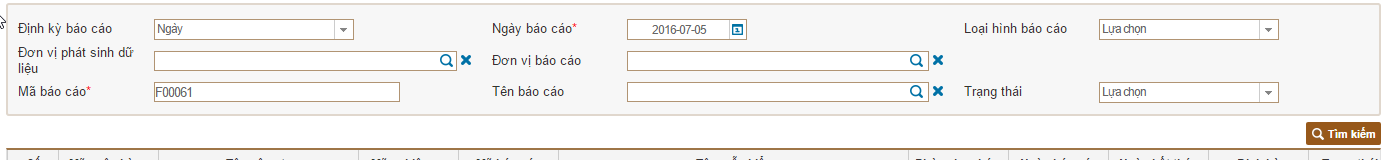 Định kỳ báo cáo Ngày Ngày báo cáo* 2016-07-05 Loại hình báo cáo Lựa chọn
Đơn vị phát sinh dữ liệu Đơn vị báo cáo
Mã báo cáo* F00061 Tên báo cáo Trạng thái Lựa chọn
Tìm kiếm